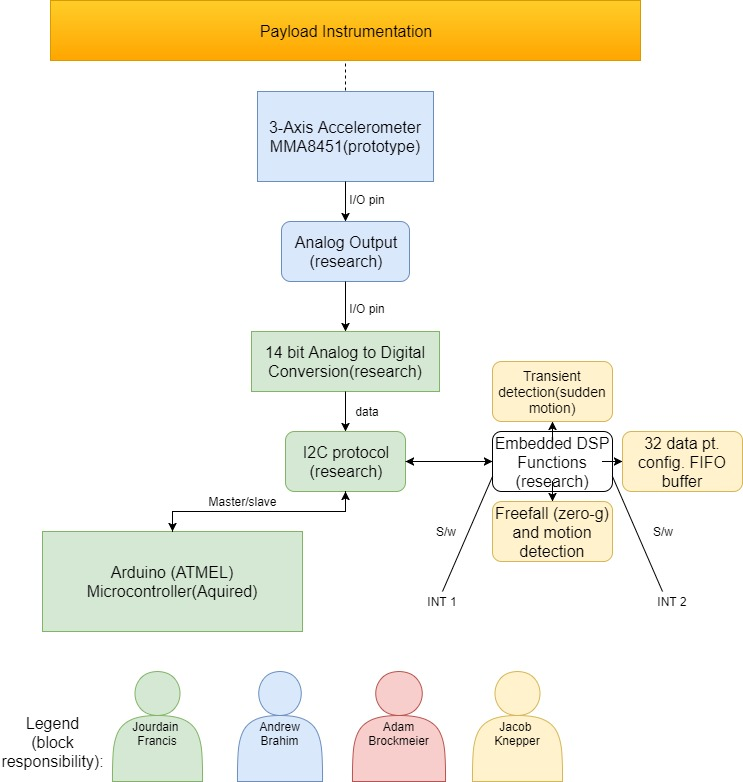 Payload Instrumentation
3-Axis Accelerometer
MMA8451(prototype)
I/O pin
Analog Output
(research)
I/O pin
14 bit Analog to Digital
Conversion(research)
data
Transient
detection(sudden
motion)
I2C protocol
(research)
Embedded DSP
Functions
(research)
32 data pt.
config. FIFO
buffer
Master/slave
Freefall (zero-g)
and motion
detection
S/w
S/w
Arduino (ATMEL)
Microcontroller(Aquired)
INT 1
INT 2
Legend
(block
responsibility):
Jourdain
Francis
Andrew
Brahim
Adam
Brockmeier
Jacob
Knepper